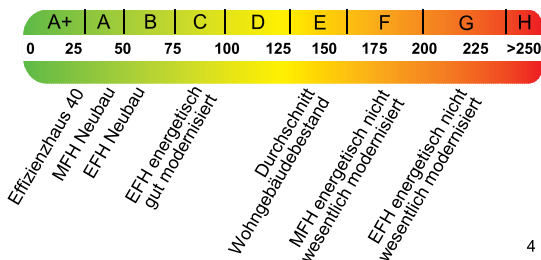 A+ A B C D E F G H
0 25 50 75 100 125 150 175 200 225 >250
Effizienzhaus 40
MFH Neubau
EFH Neubau
EFH energetisch
gut modernisiert
Durchschnitt
Wohngebäudebestand
MFH energetisch nicht
wesentlich modernisiert
EFH energetisch nicht
wesentlich modernisiert
4